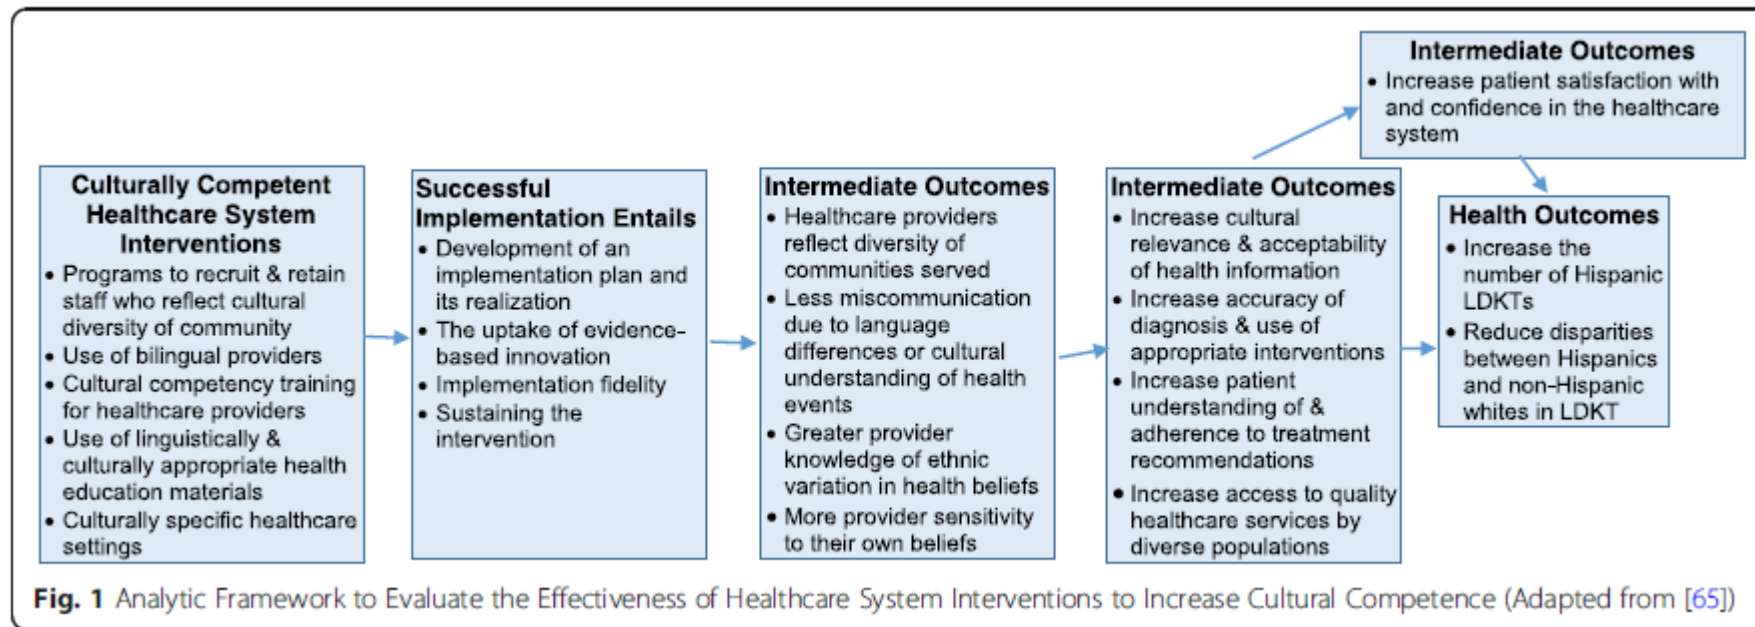 Culturally Competent
Healthcare System
Interventions
• Programs to recruit & retain
staff who reflect cultural
diversity of community
• Use of bilingual providers
• Cultural competency training
for healthcare providers
• Use of linguistically &
culturally appropriate health
education materials
• Culturally specific healthcare
settings
Successful
Implementation Entails
• Development of an
implementation plan and
its realization
• The uptake of evidence-
based innovation
• Implementation fidelity
• Sustaining the
intervention
Intermediate Outcomes
• Healthcare providers
reflect diversity of
communities served
• Less miscommunication
due to language
differences or cultural
understanding of health
events
• Greater provider
knowledge of ethnic
variation in health beliefs
• More provider sensitivity
to their own beliefs
Intermediate Outcomes
• Increase cultural
relevance & acceptability
of health information
• Increase accuracy of
diagnosis & use of
appropriate interventions
• Increase patient
understanding of &
adherence to treatment
recommendations
• Increase access to quality
healthcare services by
diverse populations
Intermediate Outcomes
• Increase patient satisfaction with
and confidence in the healthcare
system
Health Outcomes
• Increase the
number of Hispanic
LDKTs
• Reduce disparities
between Hispanics
and non-Hispanic
whites in LDKT
Fig. 1 Analytic Framework to Evaluate the Effectiveness of Healthcare System Interventions to Increase Cultural Competence (Adapted from [65])